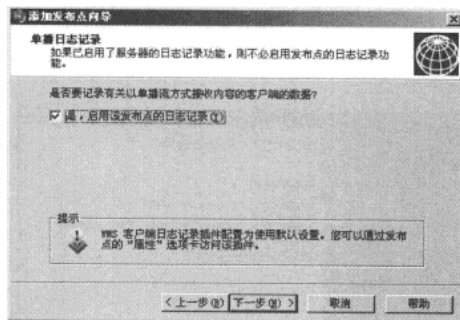 添加发布点向导
单播日志记录
如果已启用了服务器的日志记录功能，则不必启用发布点的日志记录功
能。
是否要记录有关以单播流方式接收内容的客户端的数据?
是，启用该发布点的日志记录(Y)
提示
WMS 客户端日志记录插件配置为使用默认设置。您可以通过发布
点的“属性”选项卡访问该插件。
<上一步(B) 下一步(N)> 取消 帮助